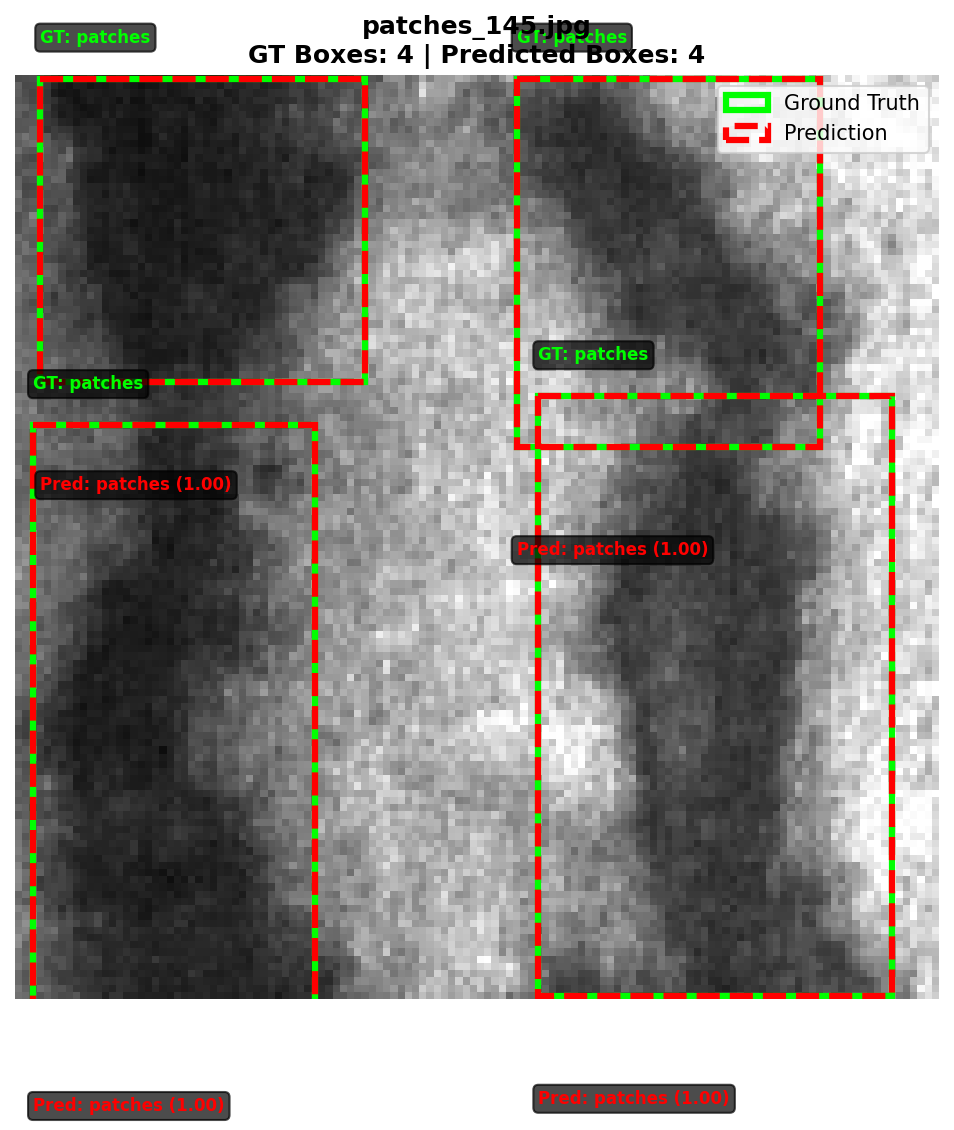 patches_145.jpg
GT Boxes: 4 | Predicted Boxes: 4
GT: patches
GT: patches
Ground Truth
Prediction
GT: patches
GT: patches
Pred: patches (1.00)
Pred: patches (1.00)
Pred: patches (1.00)
Pred: patches (1.00)